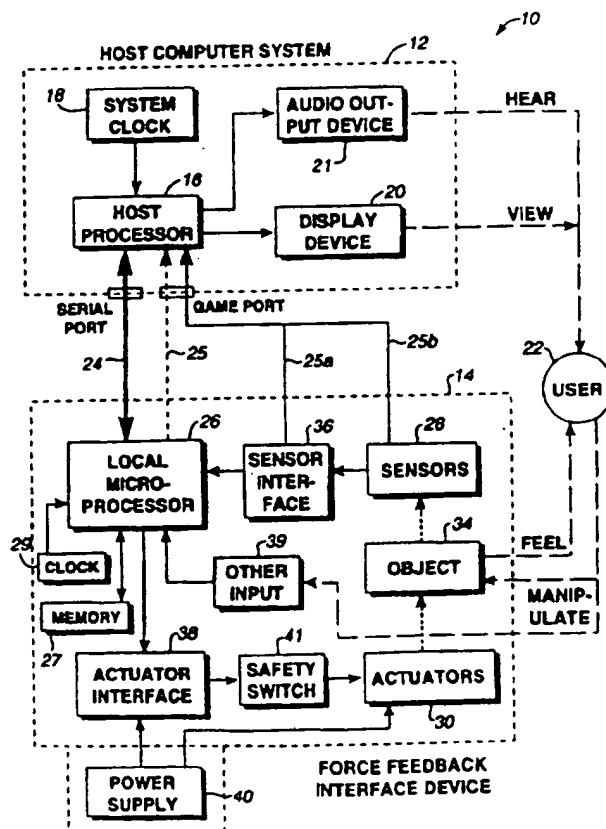 10
HOST COMPUTER SYSTEM
12
18
SYSTEM
CLOCK
AUDIO OUT-
PUT DEVICE
21
HEAR
16
HOST
PROCESSOR
20
DISPLAY
DEVICE
VIEW
SERIAL
PORT
GAME PORT
24
25
25a
25b
22
USER
14
26
LOCAL
MICRO-
PROCESSOR
36
SENSOR
INTER-
FACE
28
SENSORS
29
CLOCK
39
OTHER
INPUT
34
OBJECT
FEEL
MANIP-
ULATE
MEMORY
27
38
ACTUATOR
INTERFACE
41
SAFETY
SWITCH
ACTUATORS
30
POWER
SUPPLY
40
FORCE FEEDBACK
INTERFACE DEVICE